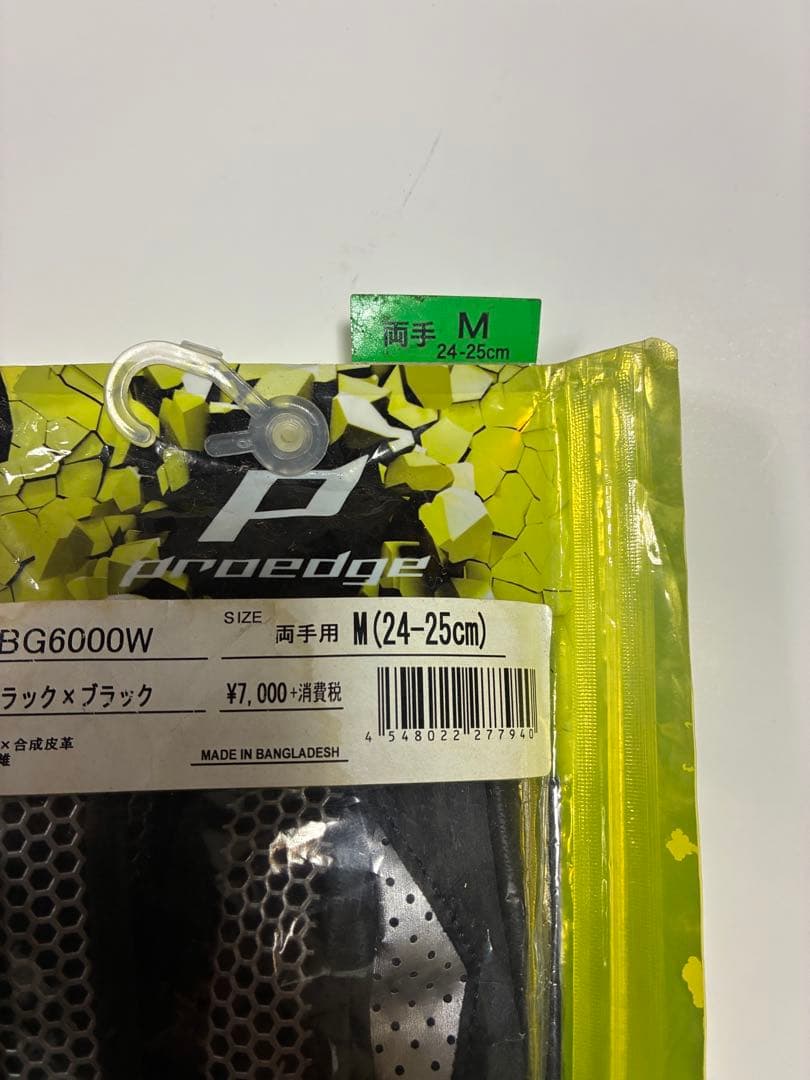 両手 M
24-25cm
P
proedge
BG6000W
SIZE 両手用 M(24-25cm)
ラック×ブラック
¥7,000+消費税
×合成皮革
MADE IN BANGLADESH
4 548022 277940